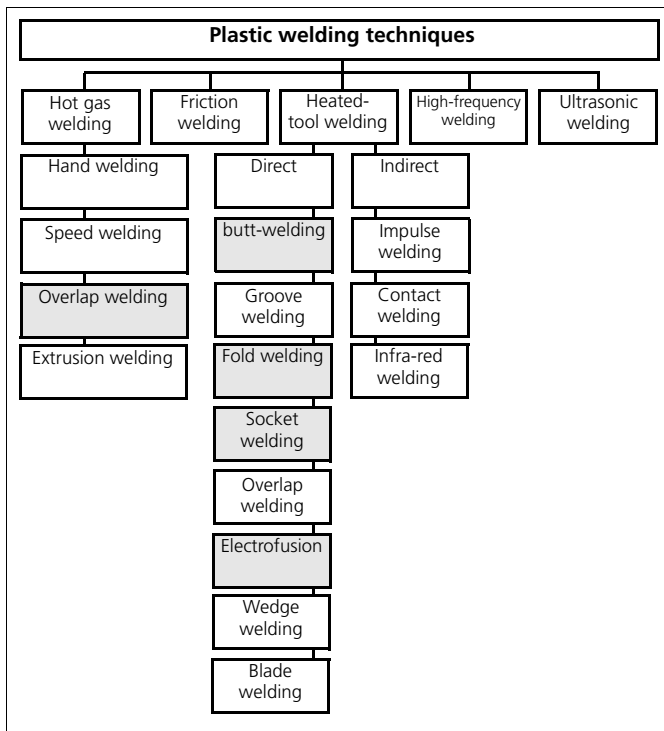 Plastic welding techniques
Hot gas
welding
Friction
welding
Heated-
tool welding
High-frequency
welding
Ultrasonic
welding
Hand welding
Speed welding
Overlap welding
Extrusion welding
Direct
butt-welding
Groove
welding
Fold welding
Socket
welding
Overlap
welding
Electrofusion
Wedge
welding
Blade
welding
Indirect
Impulse
welding
Contact
welding
Infra-red
welding